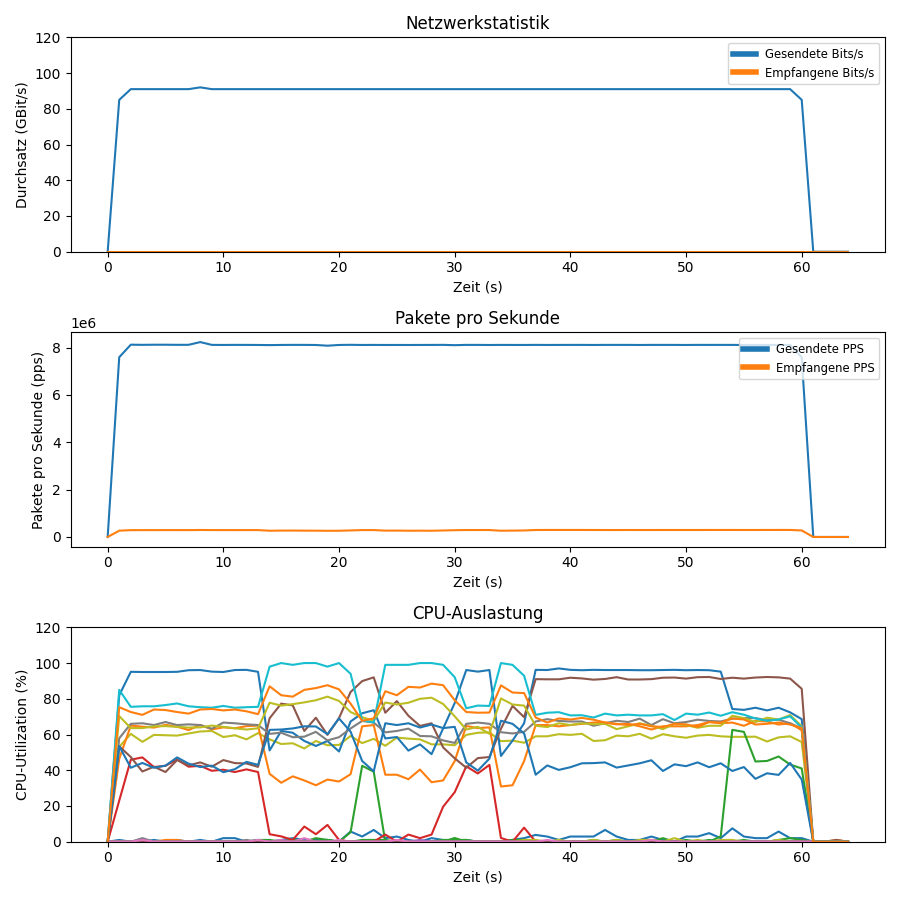 Netzwerkstatistik
120
100
80
60
40
20
0
Durchsatz (GBit/s)
Gesendete Bits/s
Empfangene Bits/s
0 10 20 30 40 50 60
Zeit (s)
Pakete pro Sekunde
1e6
8
6
4
2
0
Pakete pro Sekunde (pps)
Gesendete PPS
Empfangene PPS
0 10 20 30 40 50 60
Zeit (s)
CPU-Auslastung
120
100
80
60
40
20
0
CPU-Utilization (%)
0 10 20 30 40 50 60
Zeit (s)